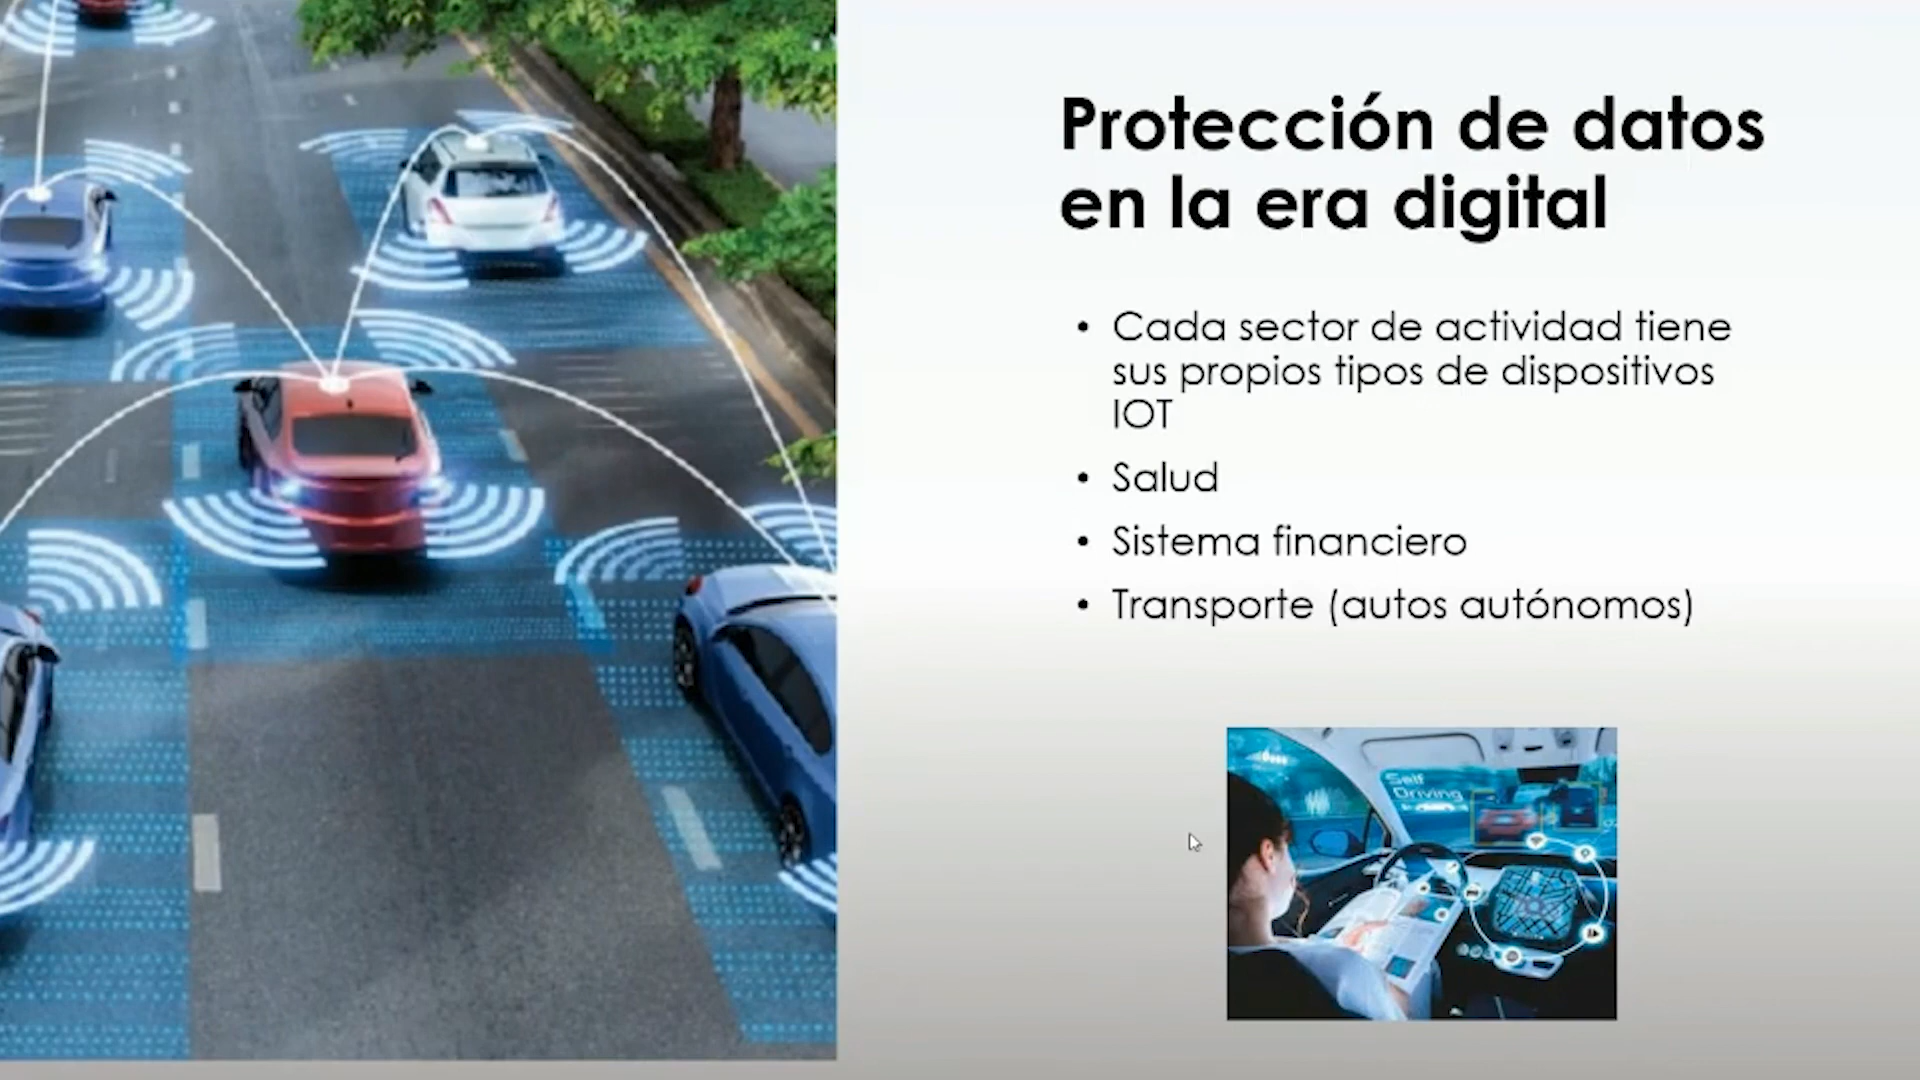 Protección de datos
en la era digital
• Cada sector de actividad tiene
sus propios tipos de dispositivos
IOT
• Salud
• Sistema financiero
• Transporte (autos autónomos)
Self
Driving